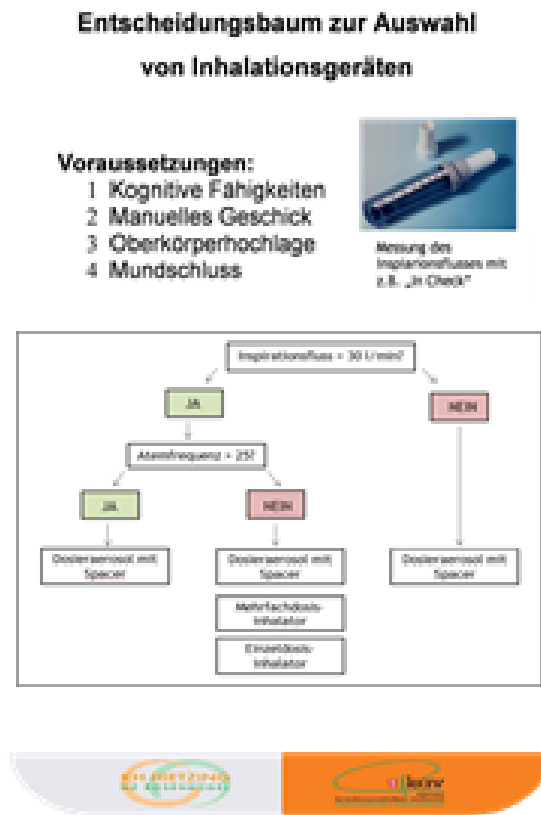 Entscheidungsbaum zur Auswahl
von Inhalationsgeräten
Voraussetzungen:
1 Kognitive Fähigkeiten
2 Manuelles Geschick
3 Oberkörperhochlage
4 Mundschluss
Messung des
Inspirationsflusses mit
z.B. „In Check"
Inspirationsfluss > 30 l/min?
JA
NEIN
Atemfrequenz > 25?
JA
NEIN
Dosieraerosol mit
Spacer
Dosieraerosol mit
Spacer
Dosieraerosol mit
Spacer
Mehrfachdosis-
Inhalator
Einzeldosis-
Inhalator